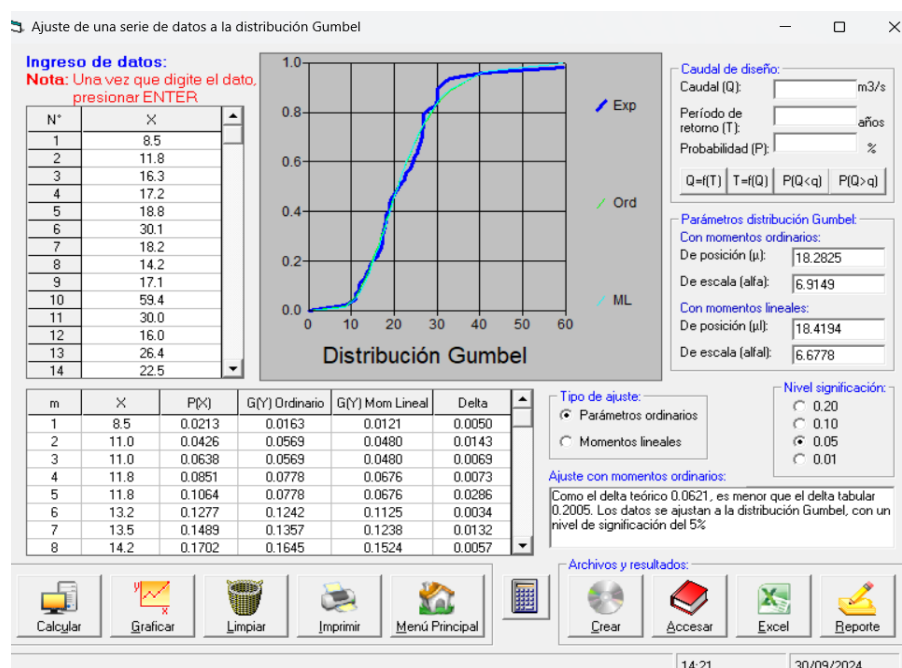 Ajuste de una serie de datos a la distribución Gumbel
Ingreso de datos:
Nota: Una vez que digite el dato,
presionar ENTER
N° X
1 8.5
2 11.8
3 16.3
4 17.2
5 18.8
6 30.1
7 18.2
8 14.2
9 17.1
10 59.4
11 30.0
12 16.0
13 26.4
14 22.5
1.0
0.8
0.6
0.4
0.2
0.0
0 10 20 30 40 50 60
Distribución Gumbel
Exp
Ord
ML
Caudal de diseño:
Caudal (Q): m3/s
Período de
retorno (T): años
Probabilidad (P): %
Q=f(T) T=f(Q) P(Q<q) P(Q>q)
Parámetros distribución Gumbel:
Con momentos ordinarios:
De posición (µ): 18.2825
De escala (alfa): 6.9149
Con momentos lineales:
De posición (µl): 18.4194
De escala (alfal): 6.6778
m X P(X) G(Y) Ordinario G(Y) Mom Lineal Delta
1 8.5 0.0213 0.0163 0.0121 0.0050
2 11.0 0.0426 0.0569 0.0480 0.0143
3 11.0 0.0638 0.0569 0.0480 0.0069
4 11.8 0.0851 0.0778 0.0676 0.0073
5 11.8 0.1064 0.0778 0.0676 0.0286
6 13.2 0.1277 0.1242 0.1125 0.0034
7 13.5 0.1489 0.1357 0.1238 0.0132
8 14.2 0.1702 0.1645 0.1524 0.0057
Tipo de ajuste:
Parámetros ordinarios
Momentos lineales
Nivel significación:
0.20
0.10
0.05
0.01
Ajuste con momentos ordinarios:
Como el delta teórico 0.0621, es menor que el delta tabular
0.2005. Los datos se ajustan a la distribución Gumbel, con un
nivel de significación del 5%
Calcular
Graficar
Limpiar
Imprimir
Menú Principal
Archivos y resultados:
Crear
Accesar
Excel
Reporte
14:21 30/09/2024